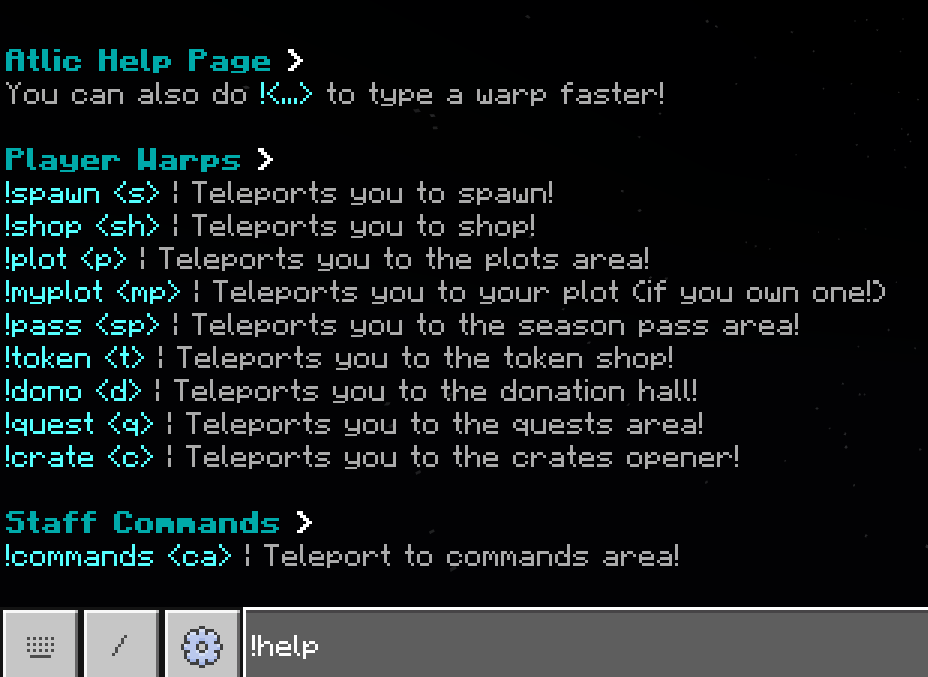 Atlic Help Page >
You can also do !<...> to type a warp faster!
Player Warps >
!spawn <s> | Teleports you to spawn!
!shop <sh> | Teleports you to shop!
!plot <p> | Teleports you to the plots area!
!myplot <mp> | Teleports you to your plot (if you own one!)
!pass <sp> | Teleports you to the season pass area!
!token <t> | Teleports you to the token shop!
!dono <d> | Teleports you to the donation hall!
!quest <q> | Teleports you to the quests area!
!crate <c> | Teleports you to the crates opener!
Staff Commands >
!commands <ca> | Teleport to commands area!
/
!help